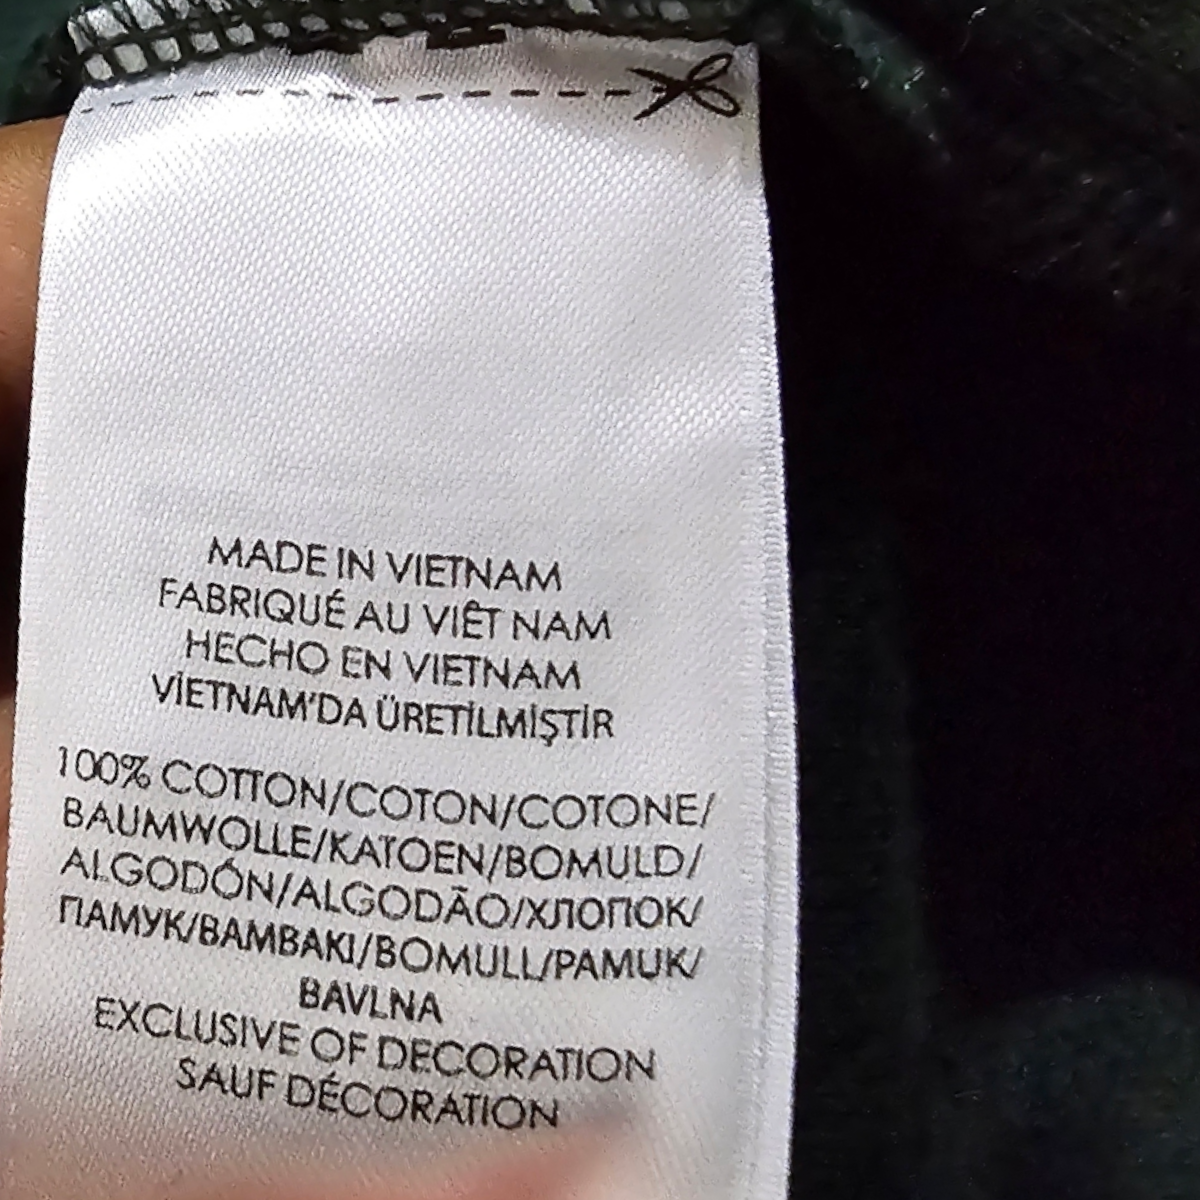 MADE IN VIETNAM
FABRIQUÉ AU VIÊT NAM
HECHO EN VIETNAM
VİETNAM'DA ÜRETİLMİŞTİR
100% COTTON/COTON/COTONE/
BAUMWOLLE/KATOEN/BOMULD/
ALGODÓN/ALGODÃO/ХЛОПОК/
ПАМУК/BAMBAKI/BOMULL/PAMUK/
BAVLNA
EXCLUSIVE OF DECORATION
SAUF DÉCORATION